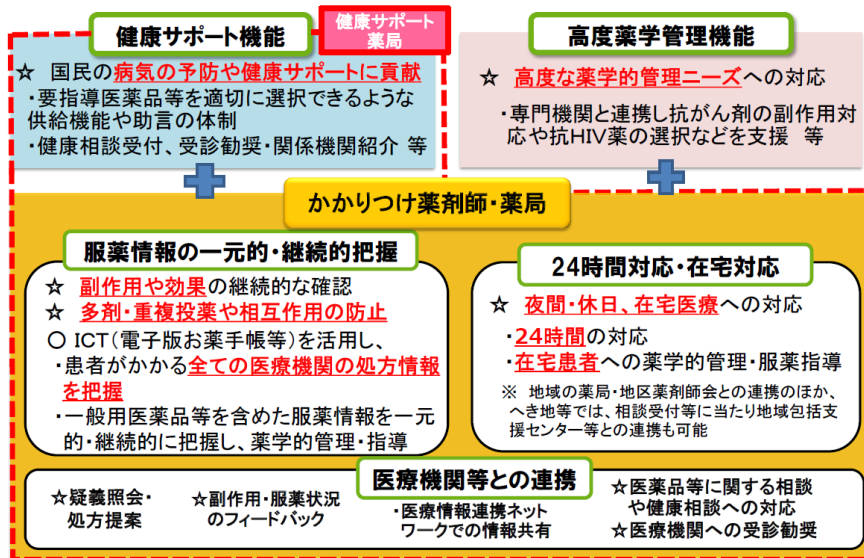 健康サポート機能
健康サポート
薬局
☆ 国民の病気の予防や健康サポートに貢献
・要指導医薬品等を適切に選択できるような
供給機能や助言の体制
・健康相談受付、受診勧奨・関係機関紹介 等
高度薬学管理機能
☆ 高度な薬学的管理ニーズへの対応
・専門機関と連携し抗がん剤の副作用対
応や抗HIV薬の選択などを支援 等
かかりつけ薬剤師・薬局
服薬情報の一元的・継続的把握
☆ 副作用や効果の継続的な確認
☆ 多剤・重複投薬や相互作用の防止
○ ICT(電子版お薬手帳等)を活用し、
・患者がかかる全ての医療機関の処方情報
を把握
・一般用医薬品等を含めた服薬情報を一元
的・継続的に把握し、薬学的管理・指導
24時間対応・在宅対応
☆ 夜間・休日、在宅医療への対応
・24時間の対応
・在宅患者への薬学的管理・服薬指導
※ 地域の薬局・地区薬剤師会との連携のほか、
へき地等では、相談受付等に当たり地域包括支
援センター等との連携も可能
医療機関等との連携
☆疑義照会・
処方提案
☆副作用・服薬状況
のフィードバック
・医療情報連携ネット
ワークでの情報共有
☆医薬品等に関する相談
や健康相談への対応
☆医療機関への受診勧奨